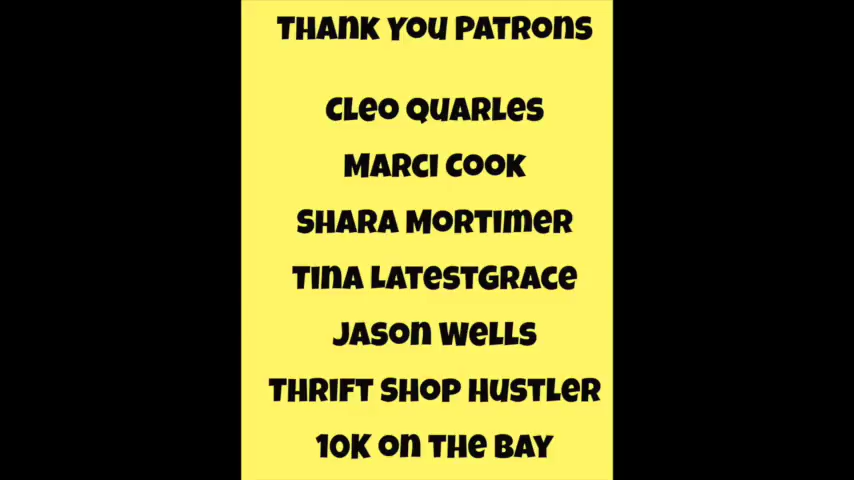 Thank You Patrons
Cleo Quarles
Marci Cook
Shara Mortimer
Tina Latestgrace
Jason Wells
Thrift Shop Hustler
10K on the Bay